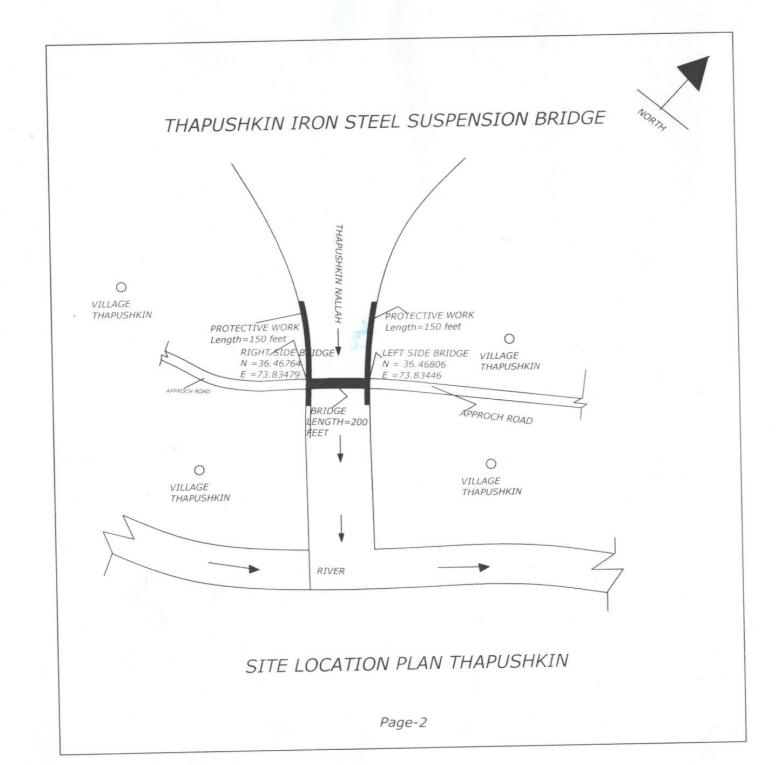 NORTH
THAPUSHKIN IRON STEEL SUSPENSION BRIDGE
THAPUSHKIN NALLAH
VILLAGE
THAPUSHKIN
PROTECTIVE WORK
Length=150 feet
PROTECTIVE WORK
Length=150 feet
RIGHT SIDE BRIDGE
N =36.46764
E =73.83479
LEFT SIDE BRIDGE
N = 36.46806
E =73.83446
VILLAGE
THAPUSHKIN
APPROCH ROAD
BRIDGE
LENGTH=200
FEET
APPROCH ROAD
VILLAGE
THAPUSHKIN
VILLAGE
THAPUSHKIN
RIVER
SITE LOCATION PLAN THAPUSHKIN
Page-2